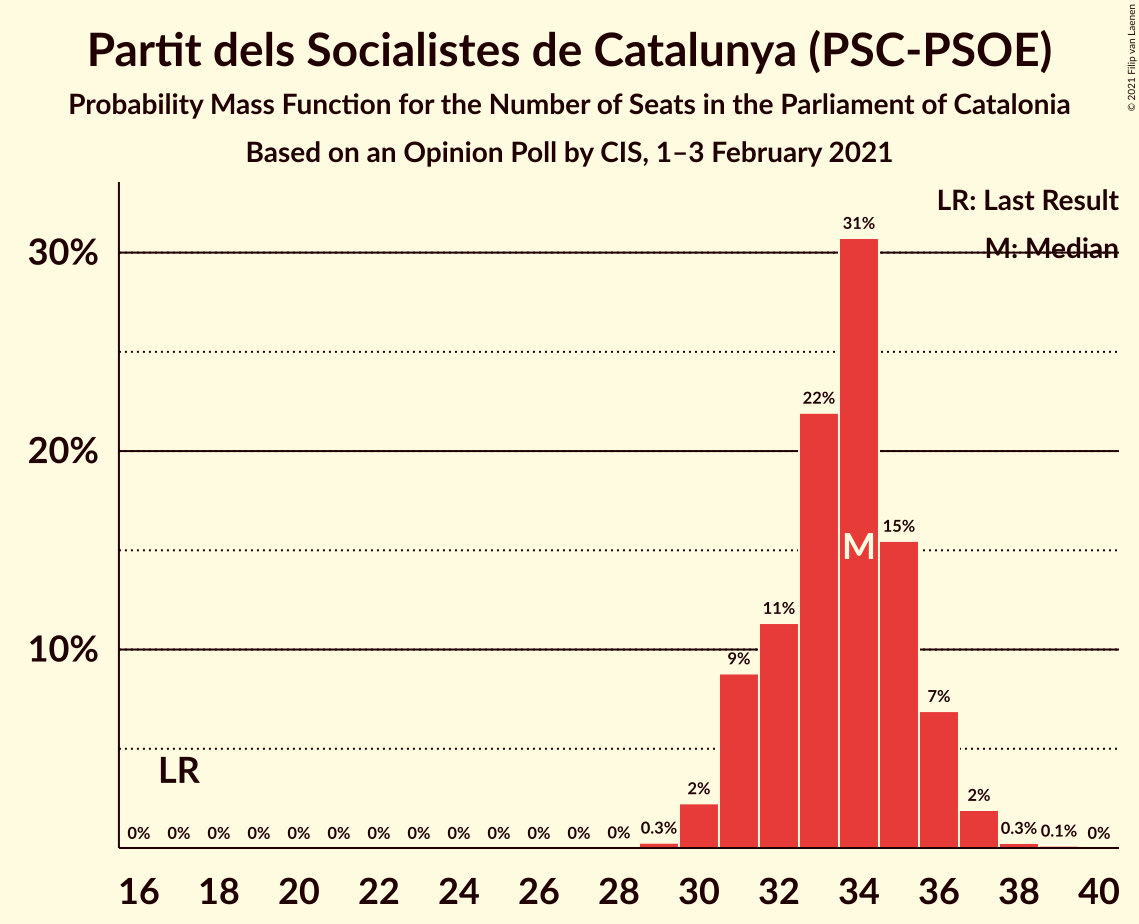 Partit dels Socialistes de Catalunya (PSC-PSOE)
Probability Mass Function for the Number of Seats in the Parliament of Catalonia
Based on an Opinion Poll by CIS, 1–3 February 2021
© 2021 Filip van Laenen
LR: Last Result
M: Median
30%
20%
10%
31%
22%
M
15%
11%
9%
7%
LR
2%
2%
0% 0% 0% 0% 0% 0% 0% 0% 0% 0% 0% 0% 0% 0.3% 0.3% 0.1% 0%
16 18 20 22 24 26 28 30 32 34 36 38 40